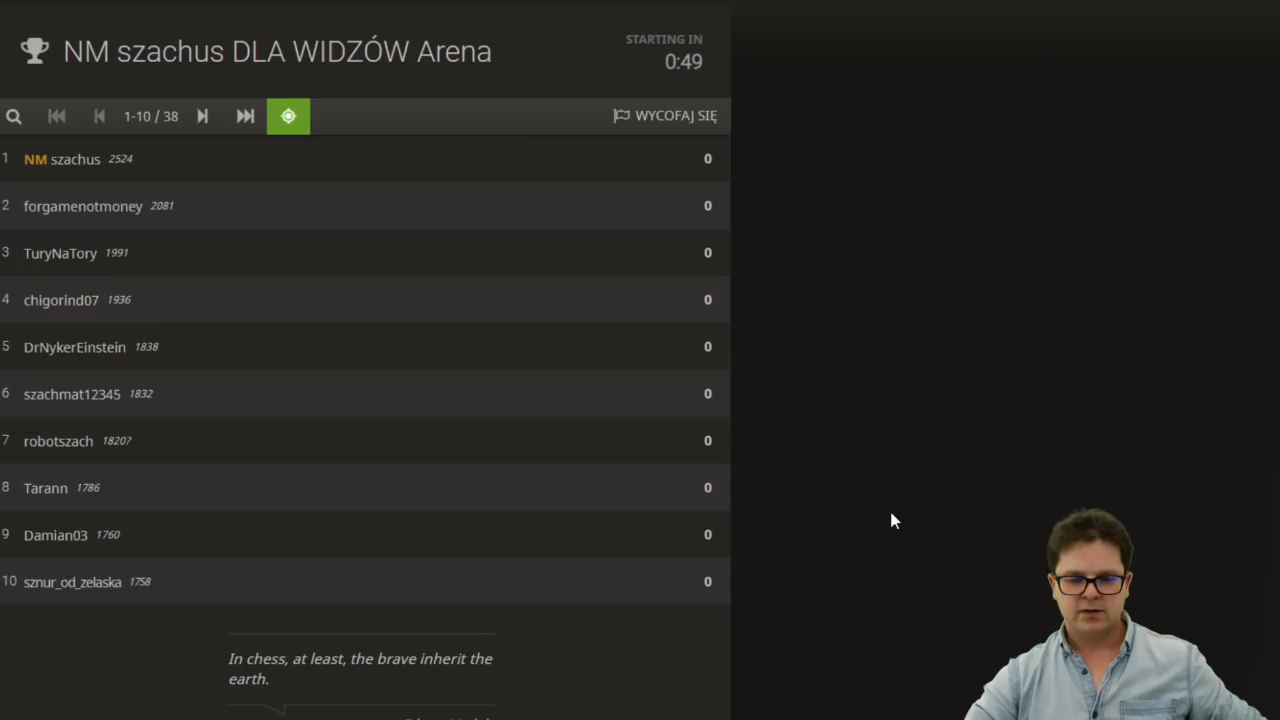 NM szachus DLA WIDZÓW Arena
STARTING IN
0:49
1-10 / 38
WYCOFAJ SIĘ
1 NM szachus 2524 0
2 forgamenotmoney 2081 0
3 TuryNaTory 1991 0
4 chigorind07 1936 0
5 DrNykerEinstein 1838 0
6 szachmat12345 1832 0
7 robotszach 1820? 0
8 Tarann 1786 0
9 Damian03 1760 0
10 sznur_od_zelaska 1758 0
In chess, at least, the brave inherit the
earth.